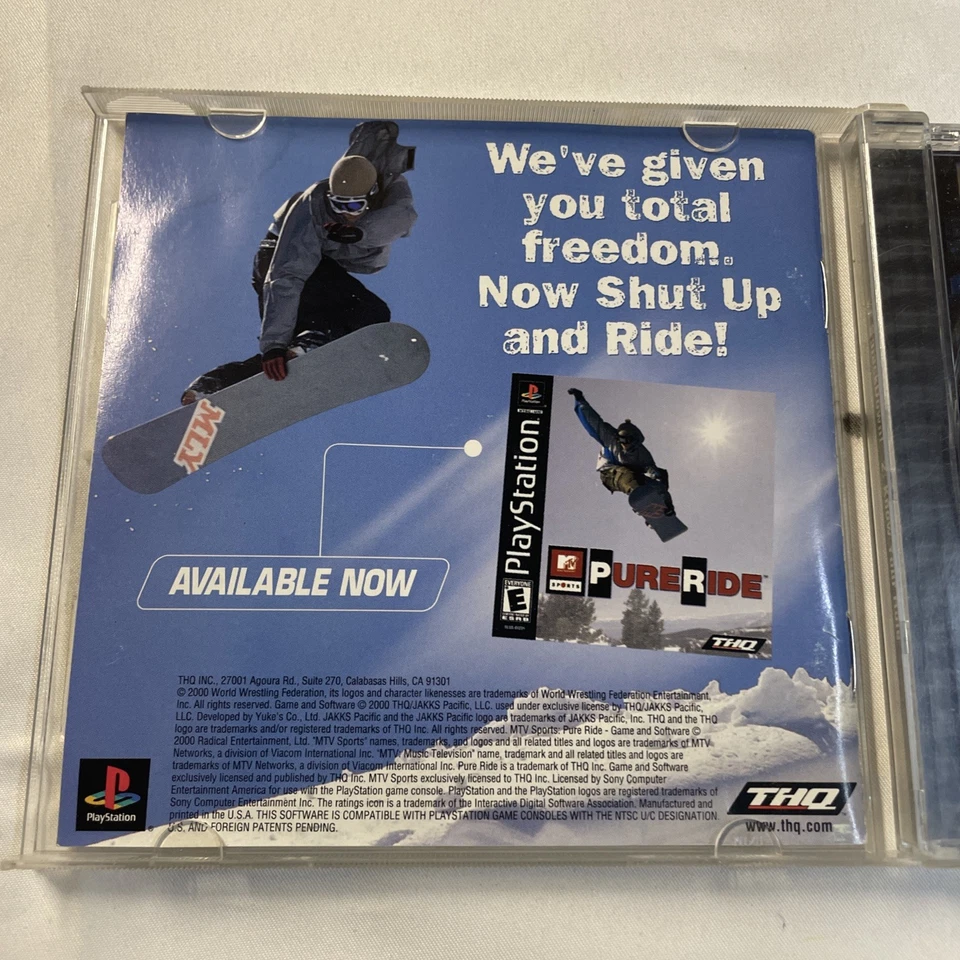 We've given
you total
freedom.
Now Shut Up
and Ride!
MLY
PlayStation
PlayStation
MTV
SPORTS
PURERIDE™
EVERYONE
E
ESRB
THQ
AVAILABLE NOW
THQ INC., 27001 Agoura Rd., Suite 270, Calabasas Hills, CA 91301
© 2000 World Wrestling Federation, its logos and character likenesses are trademarks of World Wrestling Federation Entertainment,
Inc. All rights reserved. Game and Software © 2000 THQ/JAKKS Pacific, LLC. used under exclusive license by THQ/JAKKS Pacific,
LLC. Developed by Yuke's Co., Ltd. JAKKS Pacific and the JAKKS Pacific logo are trademarks of JAKKS Pacific, Inc. THQ and the THQ
logo are trademarks and/or registered trademarks of THQ Inc. All rights reserved. MTV Sports: Pure Ride - Game and Software ©
2000 Radical Entertainment, Ltd. "MTV Sports" names, trademarks, and logos and all related titles and logos are trademarks of MTV
Networks, a division of Viacom International Inc. "MTV: Music Television" name, trademark and all related titles and logos are
trademarks of MTV Networks, a division of Viacom International Inc. Pure Ride is a trademark of THQ Inc. Game and Software
exclusively licensed and published by THQ Inc. MTV Sports exclusively licensed to THQ Inc. Licensed by Sony Computer
Entertainment America for use with the PlayStation game console. PlayStation and the PlayStation logos are registered trademarks of
Sony Computer Entertainment Inc. The ratings icon is a trademark of the Interactive Digital Software Association. Manufactured and
printed in the U.S.A. THIS SOFTWARE IS COMPATIBLE WITH PLAYSTATION GAME CONSOLES WITH THE NTSC U/C DESIGNATION.
U.S. AND FOREIGN PATENTS PENDING.
PlayStation
THQ
www.thq.com